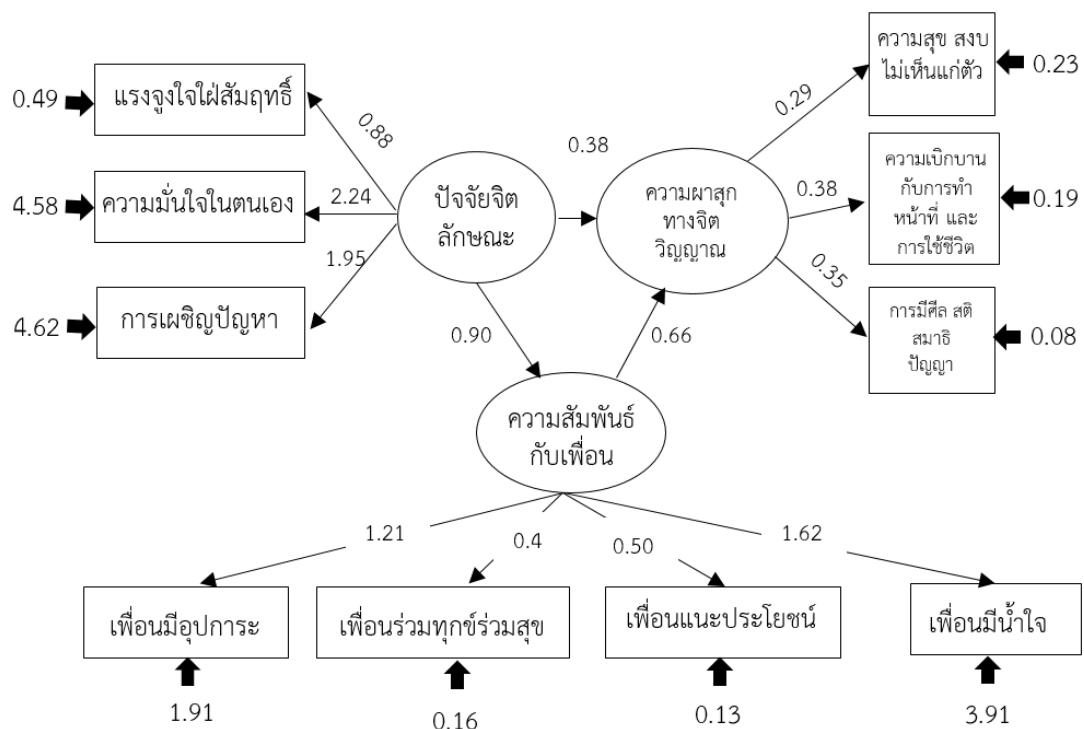 ความสุข สงบ
ไม่เห็นแก่ตัว
0.23
0.49
แรงจูงใจใฝ่สัมฤทธิ์
0.29
0.88
0.38
ความเบิกบาน
กับการทำ
หน้าที่ และ
การใช้ชีวิต
0.19
4.58
ความมั่นใจในตนเอง
2.24
ปัจจัยจิต
ลักษณะ
ความผาสุก
ทางจิต
วิญญาณ
0.38
1.95
0.35
4.62
การเผชิญปัญหา
การมีศีล สติ
สมาธิ
ปัญญา
0.08
0.90
0.66
ความสัมพันธ์
กับเพื่อน
1.21
0.4
0.50
1.62
เพื่อนมีอุปการะ
เพื่อนร่วมทุกข์ร่วมสุข
เพื่อนแนะประโยชน์
เพื่อนมีน้ำใจ
1.91
0.16
0.13
3.91